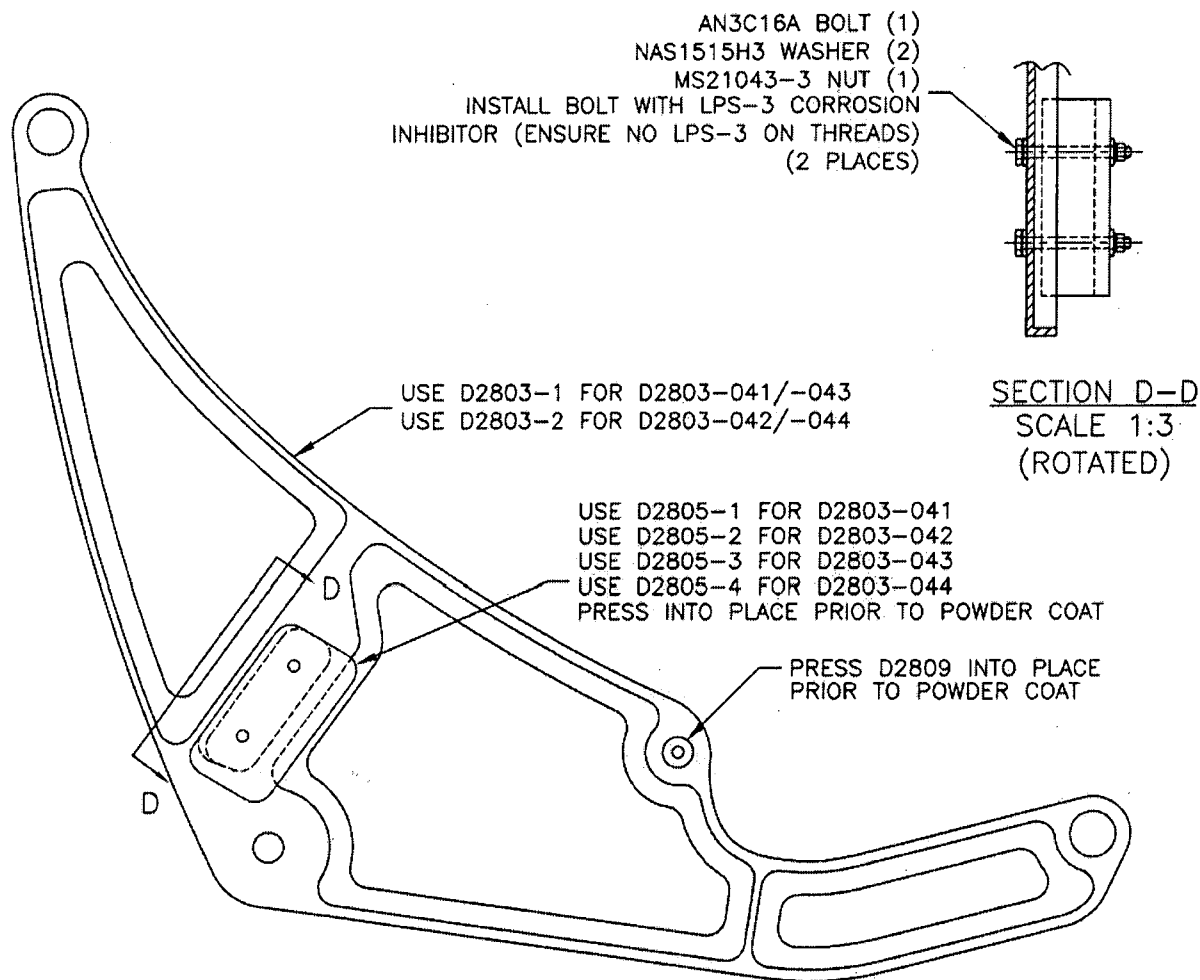 AN3C16A BOLT (1)
NAS1515H3 WASHER (2)
MS21043-3 NUT (1)
INSTALL BOLT WITH LPS-3 CORROSION
INHIBITOR (ENSURE NO LPS-3 ON THREADS)
(2 PLACES)
SECTION D-D
SCALE 1:3
(ROTATED)
USE D2803-1 FOR D2803-041/-043
USE D2803-2 FOR D2803-042/-044
USE D2805-1 FOR D2803-041
USE D2805-2 FOR D2803-042
USE D2805-3 FOR D2803-043
USE D2805-4 FOR D2803-044
PRESS INTO PLACE PRIOR TO POWDER COAT
D
PRESS D2809 INTO PLACE
PRIOR TO POWDER COAT
D